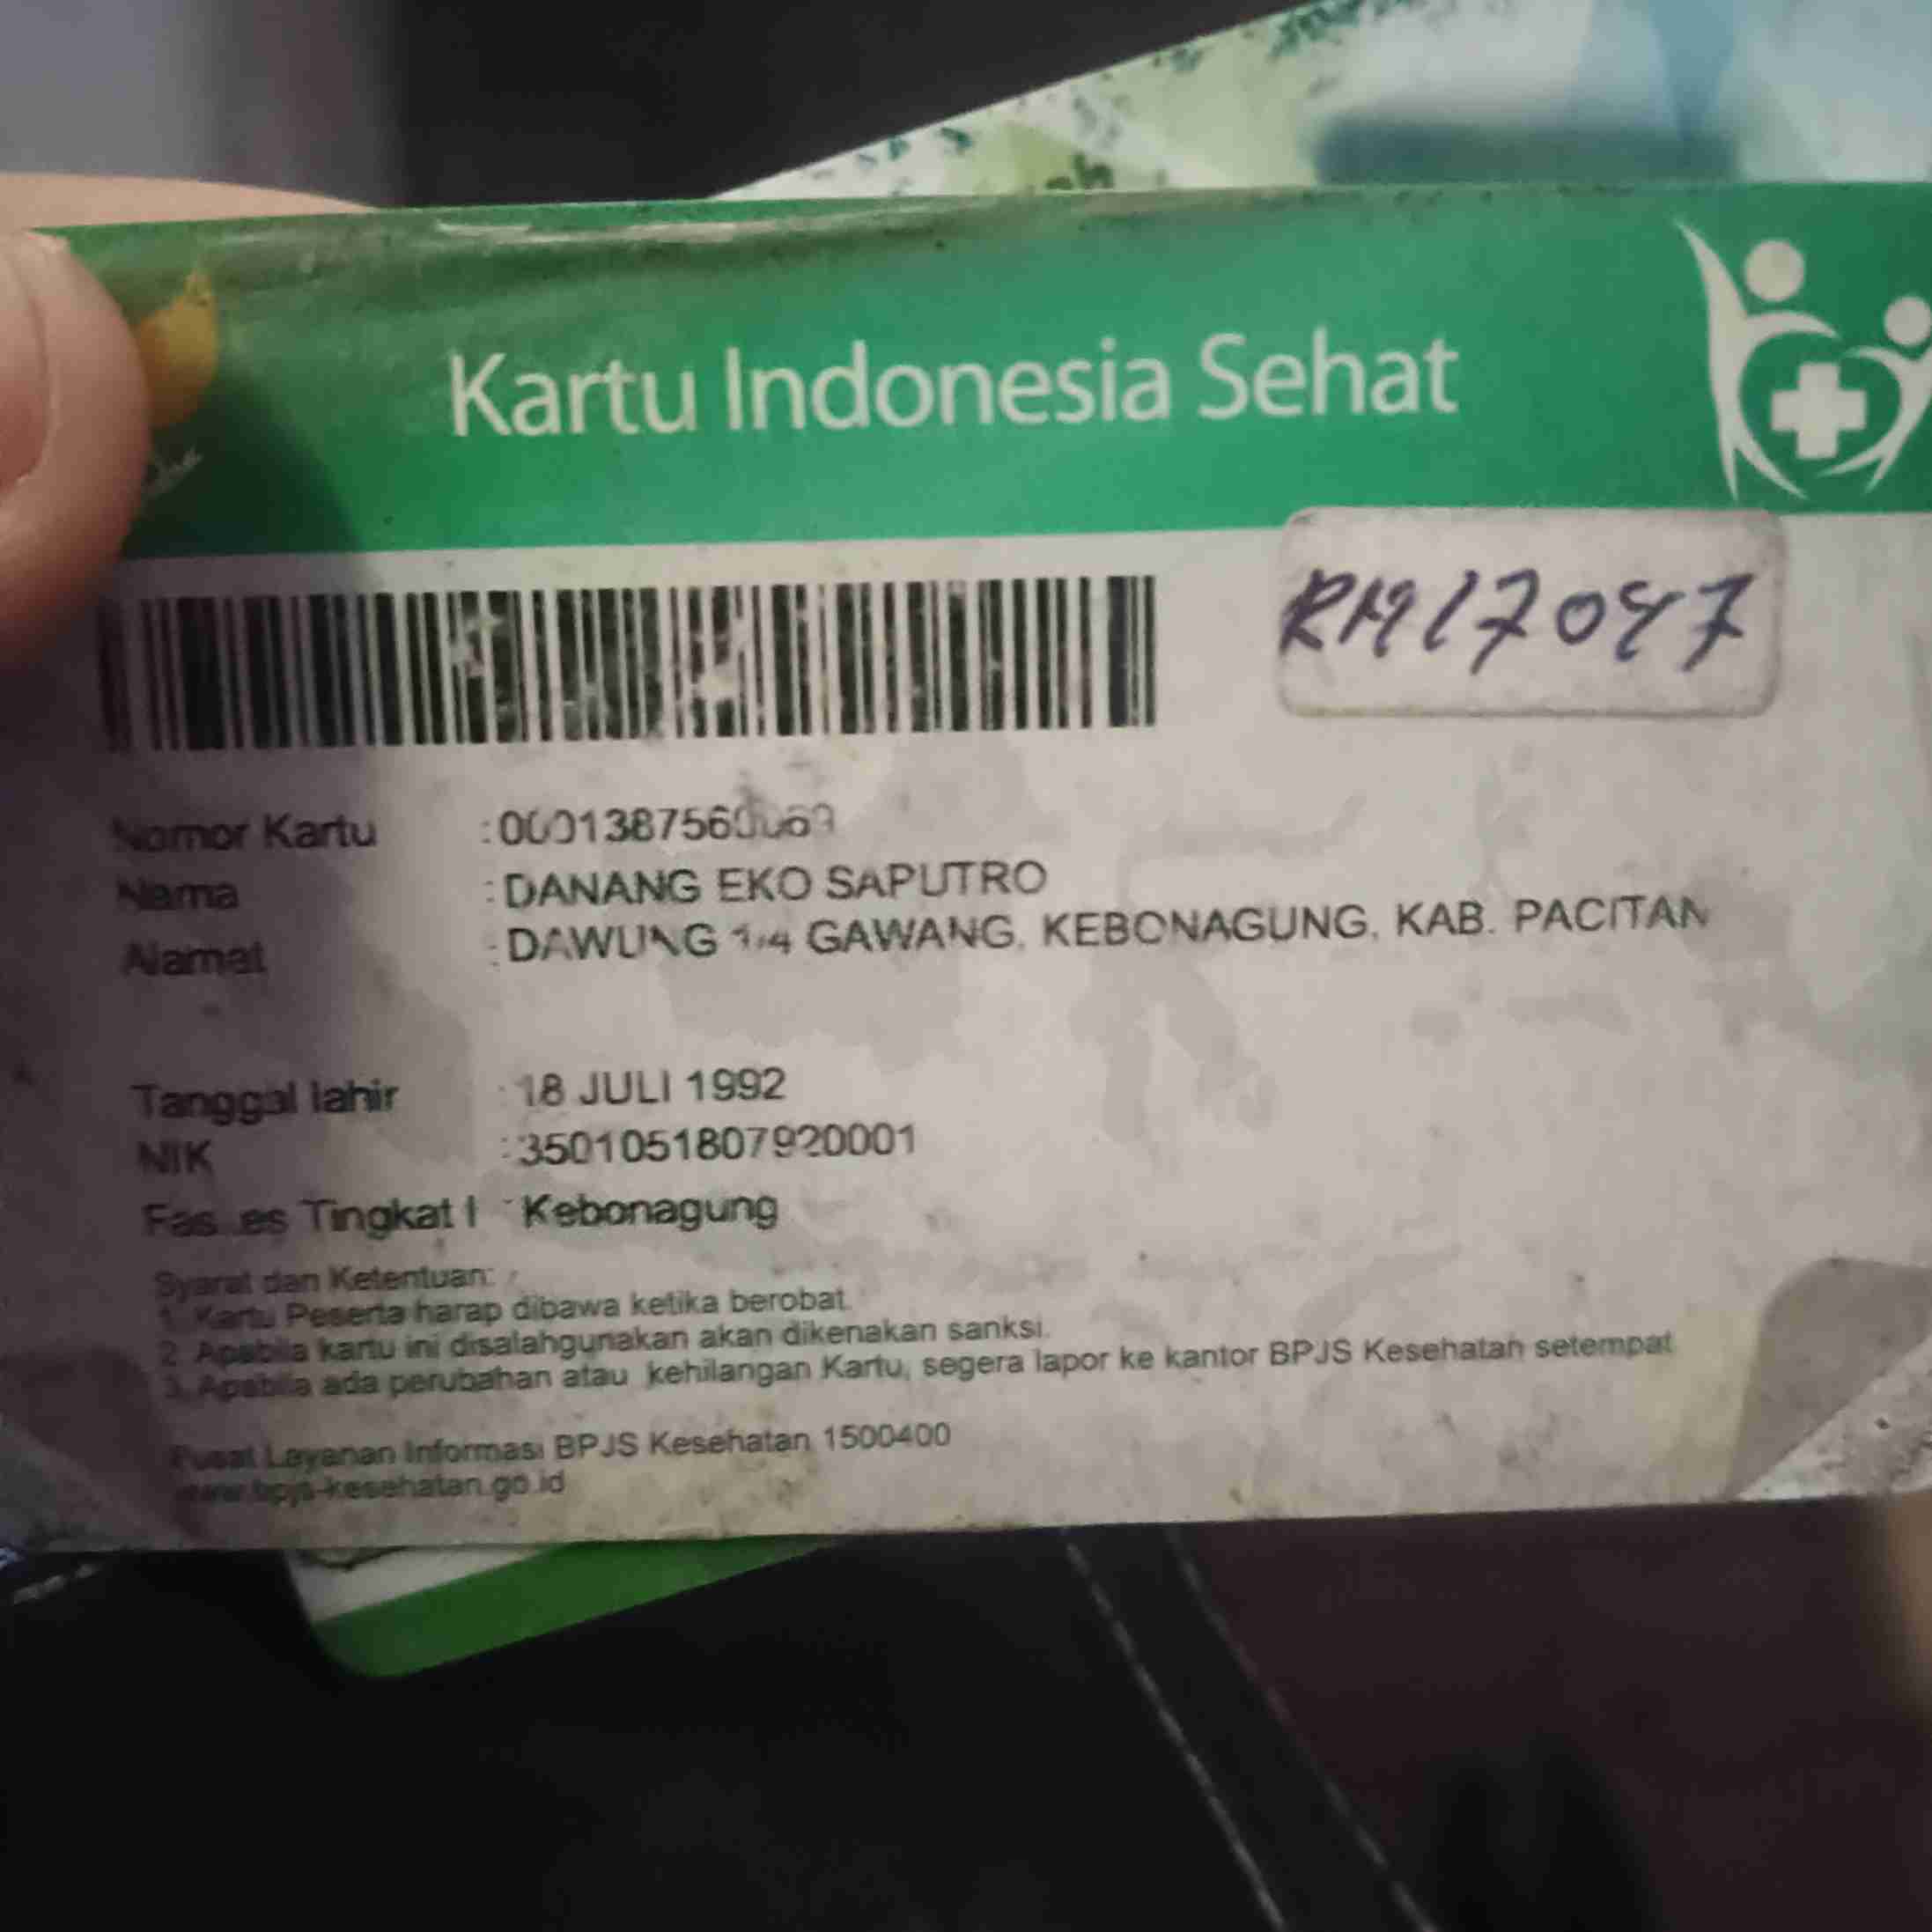 Kartu Indonesia Sehat
RM17047
Nomor Kartu
Nama : DANANG EKO SAPUTRO
Alamat : DAWUNG 1/4 GAWANG, KEBONAGUNG, KAB. PACITAN
Tanggal lahir : 18 JULI 1992
NIK : 3501051807920001
Tingkat I : Kebonagung
Syarat dan Ketentuan:
1. Kartu Peserta harap dibawa ketika berobat.
2. Apabila kartu ini disalahgunakan akan dikenakan sanksi.
3. Apabila ada perubahan atau kehilangan Kartu, segera lapor ke kantor BPJS Kesehatan setempat
Pusat Layanan Informasi BPJS Kesehatan 1500400
www.bpjs-kesehatan.go.id